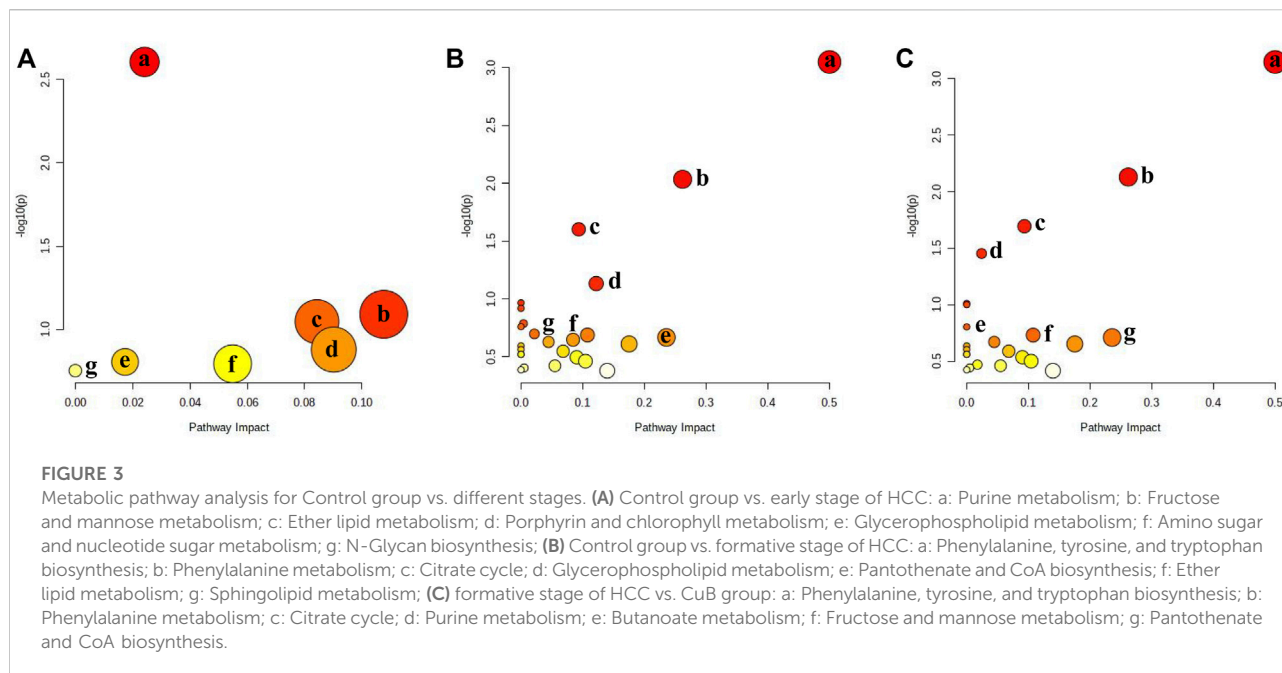 A
B
C
2.5
2.0
1.5
1.0
-log10(p)
0.00
0.02
0.04
0.06
0.08
0.10
Pathway Impact
a
b
c
d
e
f
g
3.0
2.5
2.0
1.5
1.0
0.5
-log10(p)
0.0
0.1
0.2
0.3
0.4
0.5
Pathway Impact
a
b
c
d
g
f
e
3.0
2.5
2.0
1.5
1.0
0.5
-log10(p)
0.0
0.1
0.2
0.3
0.4
0.5
Pathway Impact
a
b
c
d
e
f
g
FIGURE 3
Metabolic pathway analysis for Control group vs. different stages. (A) Control group vs. early stage of HCC: a: Purine metabolism; b: Fructose
and mannose metabolism; c: Ether lipid metabolism; d: Porphyrin and chlorophyll metabolism; e: Glycerophospholipid metabolism; f: Amino sugar
and nucleotide sugar metabolism; g: N-Glycan biosynthesis; (B) Control group vs. formative stage of HCC: a: Phenylalanine, tyrosine, and tryptophan
biosynthesis; b: Phenylalanine metabolism; c: Citrate cycle; d: Glycerophospholipid metabolism; e: Pantothenate and CoA biosynthesis; f: Ether
lipid metabolism; g: Sphingolipid metabolism; (C) formative stage of HCC vs. CuB group: a: Phenylalanine, tyrosine, and tryptophan biosynthesis; b:
Phenylalanine metabolism; c: Citrate cycle; d: Purine metabolism; e: Butanoate metabolism; f: Fructose and mannose metabolism; g: Pantothenate
and CoA biosynthesis.